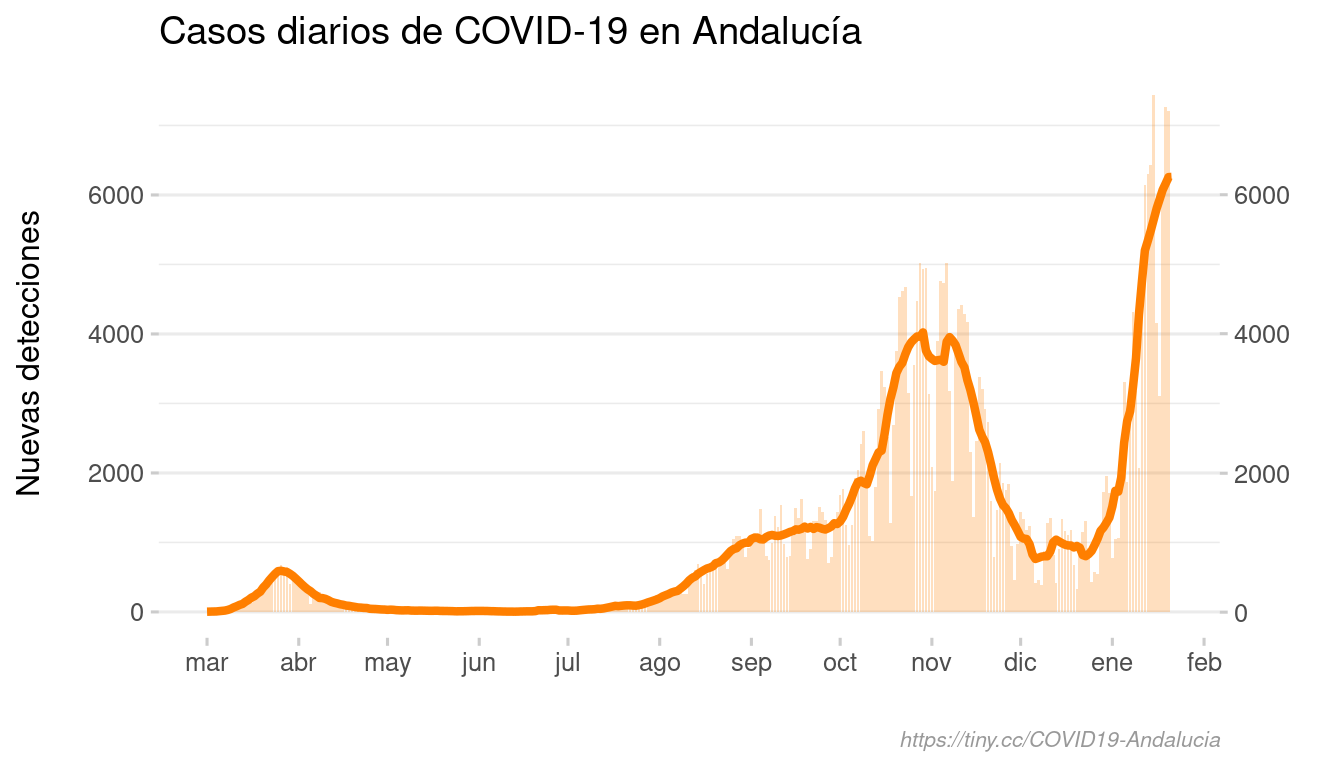 Casos diarios de COVID-19 en Andalucía
Nuevas detecciones
6000
4000
2000
0
6000
4000
2000
0
mar abr may jun jul ago sep oct nov dic ene feb
https://tiny.cc/COVID19-Andalucia